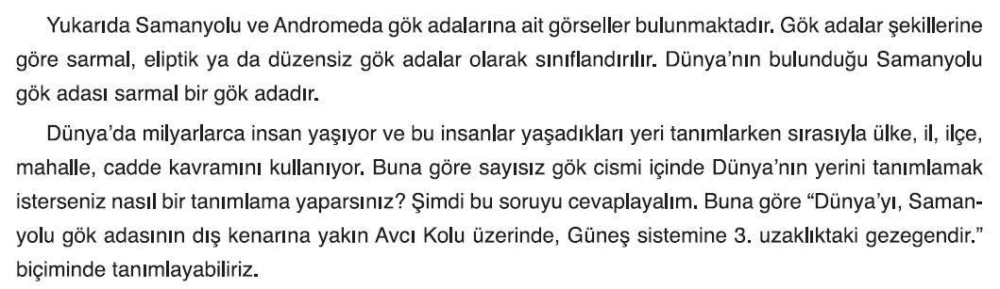 Yukarıda Samanyolu ve Andromeda gök adalarına ait görseller bulunmaktadır. Gök adalar şekillerine
göre sarmal, eliptik ya da düzensiz gök adalar olarak sınıflandırılır. Dünya’nın bulunduğu Samanyolu
gök adası sarmal bir gök adadır.
Dünya’da milyarlarca insan yaşıyor ve bu insanlar yaşadıkları yeri tanımlarken sırasıyla ülke, il, ilçe,
mahalle, cadde kavramını kullanıyor. Buna göre sayısız gök cismi içinde Dünya’nın yerini tanımlamak
isterseniz nasıl bir tanımlama yaparsınız? Şimdi bu soruyu cevaplayalım. Buna göre “Dünya’yı, Saman-
yolu gök adasının dış kenarına yakın Avcı Kolu üzerinde, Güneş sistemine 3. uzaklıktaki gezegendir.”
biçiminde tanımlayabiliriz.